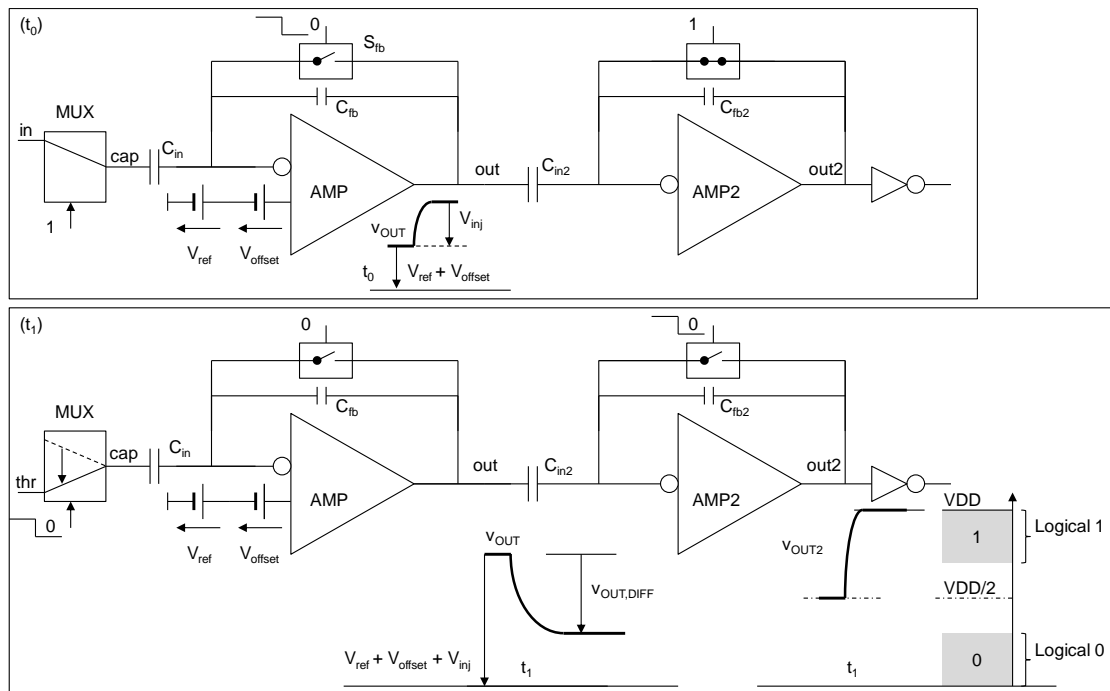 (t0)
0
Sfb
1
Cfb
Cfb2
MUX
in
cap
Cin
AMP
out
Cin2
AMP2
out2
1
Vref
Voffset
vOUT
Vinj
t0
Vref + Voffset
(t1)
0
0
Cfb
Cfb2
MUX
cap
Cin
thr
AMP
out
Cin2
AMP2
out2
0
Vref
Voffset
vOUT
vOUT,DIFF
Vref + Voffset + Vinj
t1
vOUT2
t1
VDD
1
Logical 1
VDD/2
0
Logical 0